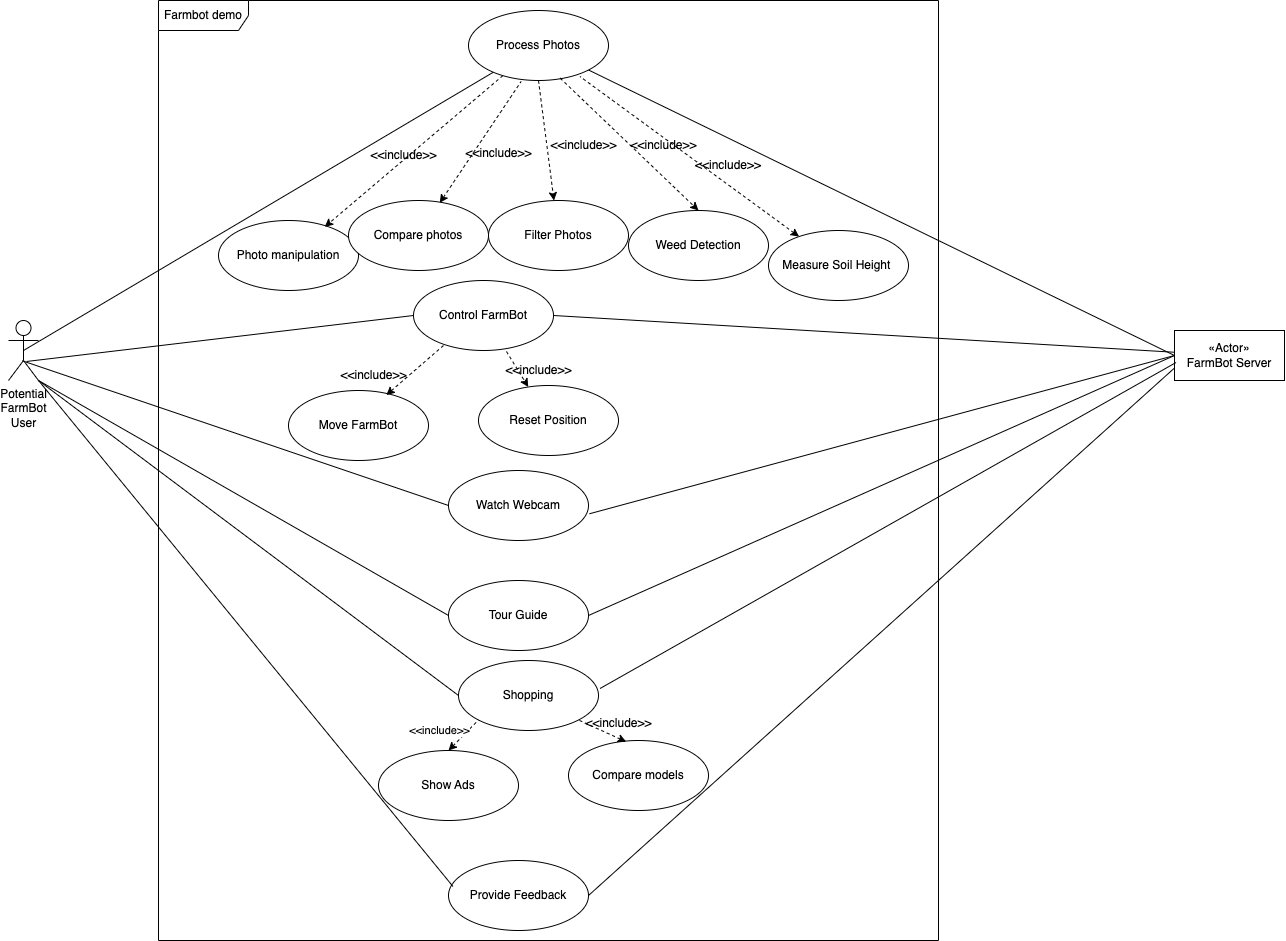 Farmbot demo
Process Photos
<<include>>
<<include>>
<<include>>
<<include>>
<<include>>
Photo manipulation
Compare photos
Filter Photos
Weed Detection
Measure Soil Height
Control FarmBot
Potential
FarmBot
User
«Actor»
FarmBot Server
<<include>>
<<include>>
Move FarmBot
Reset Position
Watch Webcam
Tour Guide
Shopping
<<include>>
<<include>>
Show Ads
Compare models
Provide Feedback